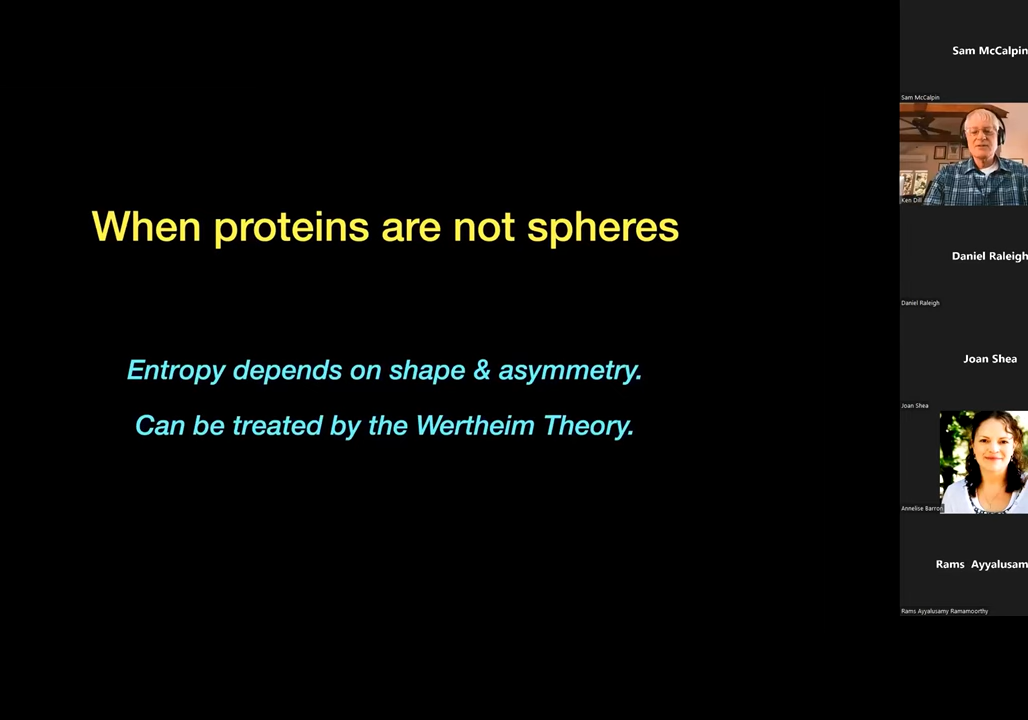 When proteins are not spheres
Entropy depends on shape & asymmetry.
Can be treated by the Wertheim Theory.
Sam McCalpin
Sam McCalpin
Ken Dill
Daniel Raleigh
Daniel Raleigh
Joan Shea
Joan Shea
Annelise Barron
Rams Ayyalusam
Rams Ayyalusamy Ramamoorthy